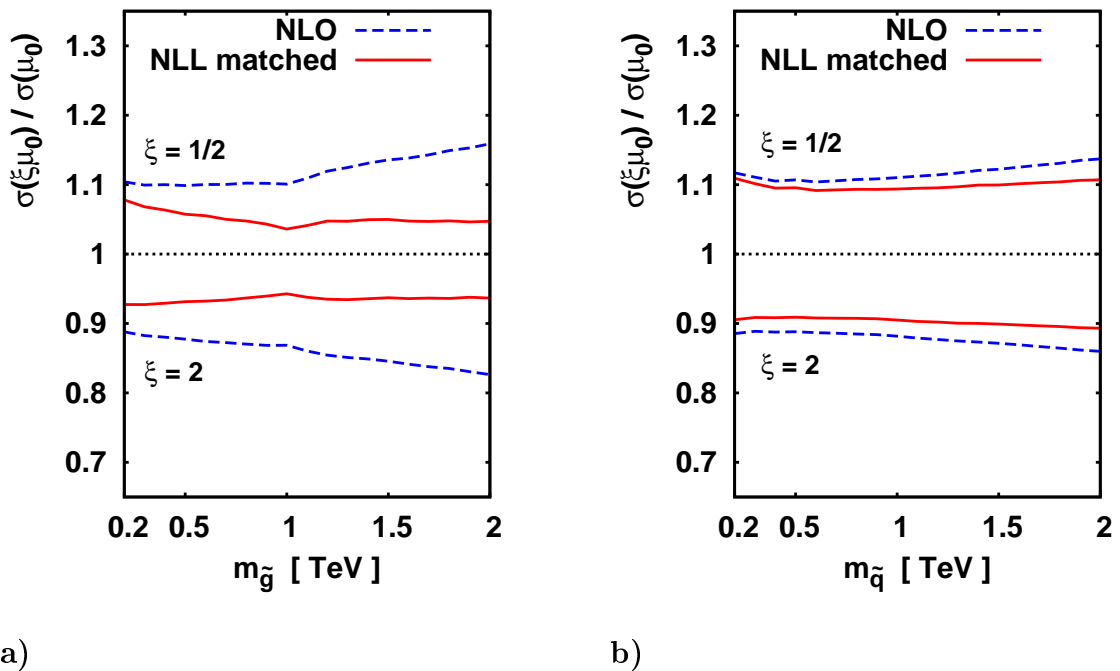 σ(ξμ₀) / σ(μ₀)
1.3
1.2
1.1
1
0.9
0.8
0.7
NLO
NLL matched
ξ = 1/2
ξ = 2
0.2 0.5 1 1.5 2
m_g̃ [ TeV ]
a)
σ(ξμ₀) / σ(μ₀)
1.3
1.2
1.1
1
0.9
0.8
0.7
NLO
NLL matched
ξ = 1/2
ξ = 2
0.2 0.5 1 1.5 2
m_q̃ [ TeV ]
b)